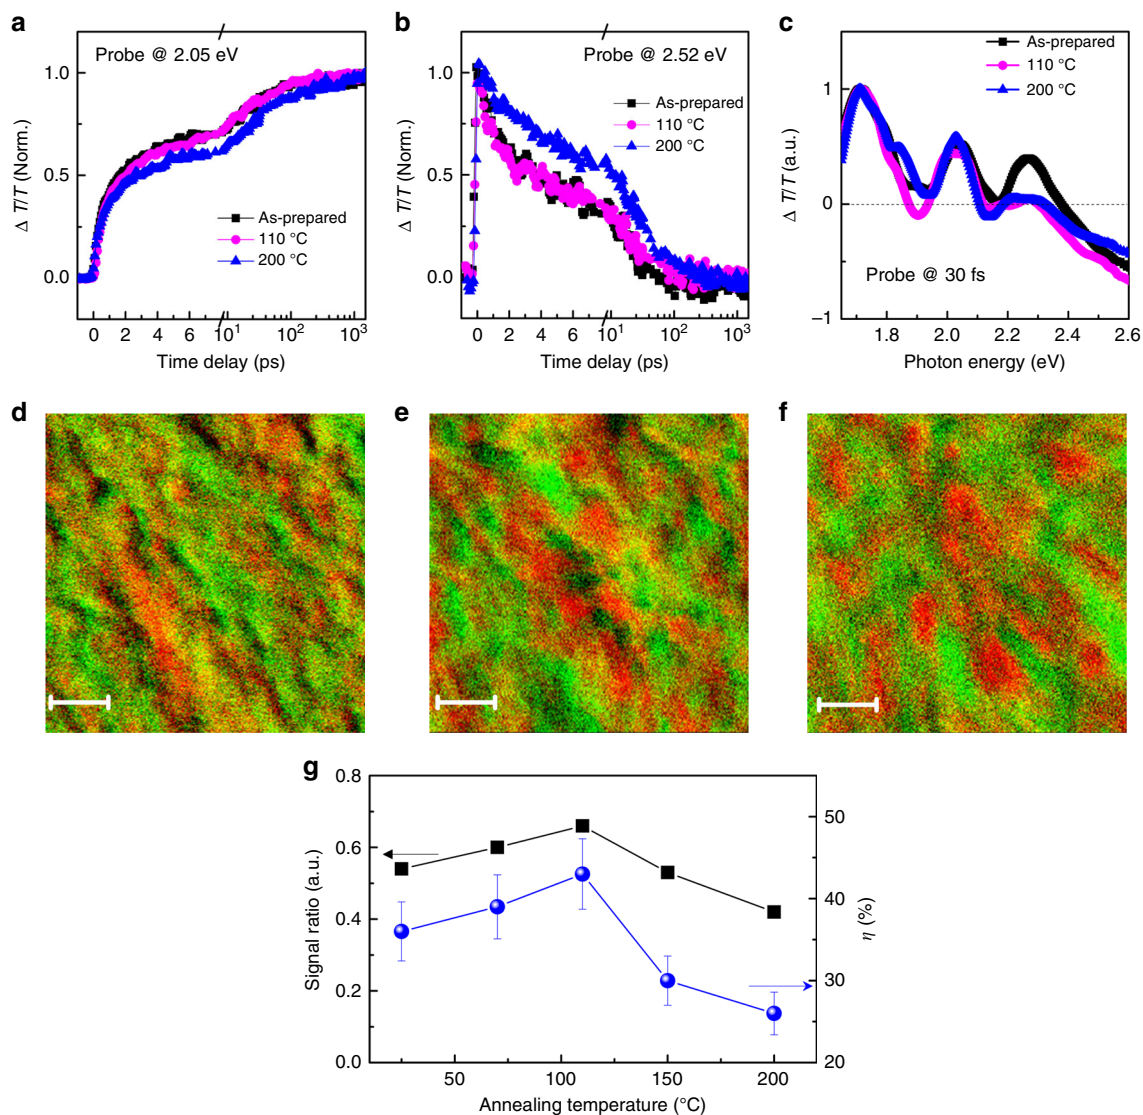 a
Probe @ 2.05 eV
1.0
0.5
0.0
Δ T/T (Norm.)
As-prepared
110 °C
200 °C
0 2 4 6 10¹ 10² 10³
Time delay (ps)
b
Probe @ 2.52 eV
1.0
0.5
0.0
Δ T/T (Norm.)
As-prepared
110 °C
200 °C
0 2 4 6 10¹ 10² 10³
Time delay (ps)
c
As-prepared
110 °C
200 °C
1
0
−1
Δ T/T (a.u.)
Probe @ 30 fs
1.8 2.0 2.2 2.4 2.6
Photon energy (eV)
d
e
f
g
0.8
0.6
0.4
0.2
0.0
Signal ratio (a.u.)
50
40
30
20
η (%)
50 100 150 200
Annealing temperature (°C)